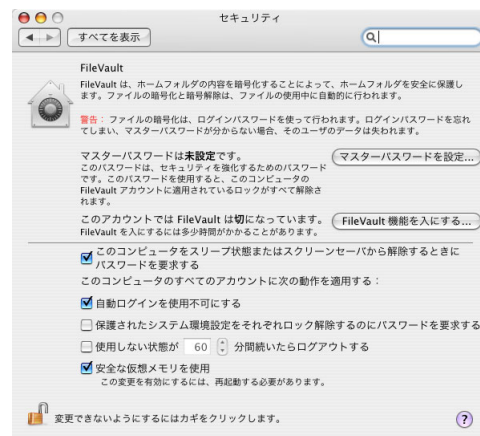 セキュリティ
すべてを表示
FileVault
FileVault は、ホームフォルダの内容を暗号化することによって、ホームフォルダを安全に保護し
ます。ファイルの暗号化と暗号解除は、ファイルの使用中に自動的に行われます。
警告： ファイルの暗号化は、ログインパスワードを使って行われます。ログインパスワードを忘れ
てしまい、マスターパスワードが分からない場合、そのユーザのデータは失われます。
マスターパスワードは未設定です。
このパスワードは、セキュリティを強化するためのパスワード
です。このパスワードを使用すると、このコンピュータの
FileVault アカウントに適用されているロックがすべて解除さ
れます。
マスターパスワードを設定...
このアカウントでは FileVault は切になっています。
FileVault を入にするには多少時間がかかることがあります。
FileVault 機能を入にする...
このコンピュータをスリープ状態またはスクリーンセーバから解除するときに
パスワードを要求する
このコンピュータのすべてのアカウントに次の動作を適用する：
自動ログインを使用不可にする
保護されたシステム環境設定をそれぞれロック解除するのにパスワードを要求する
使用しない状態が 60 分間続いたらログアウトする
安全な仮想メモリを使用
この変更を有効にするには、再起動する必要があります。
変更できないようにするにはカギをクリックします。
?